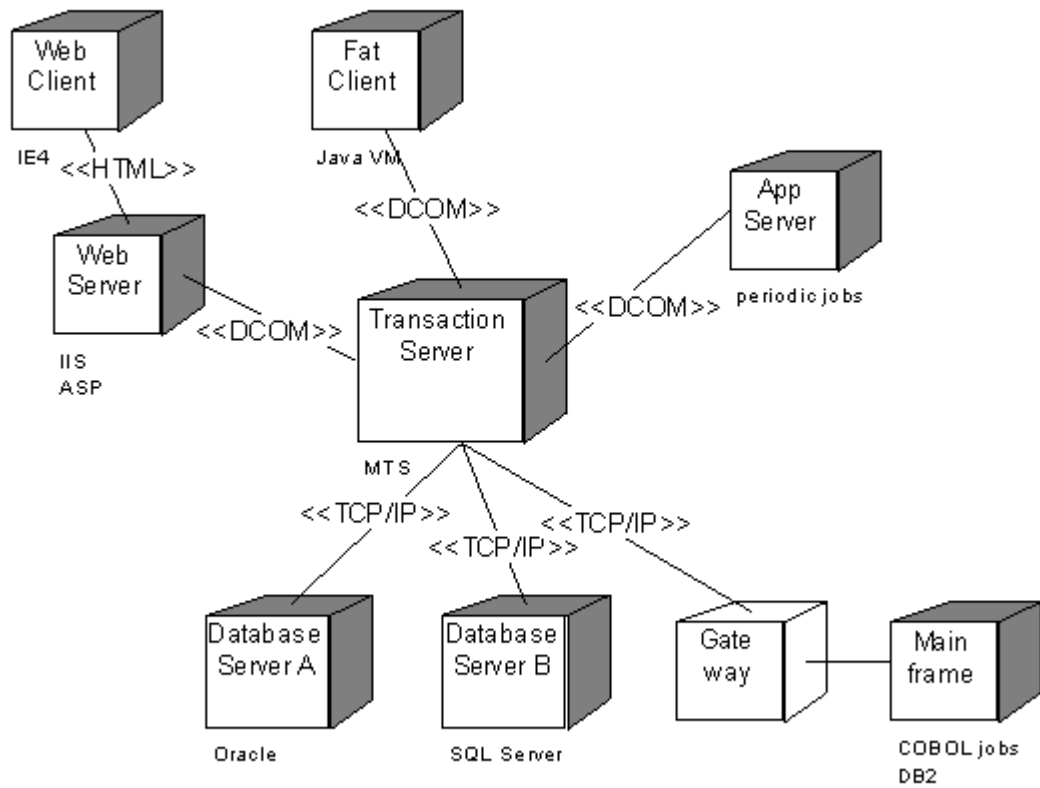 Web
Client
IE4
<<HTML>>
Fat
Client
Java VM
<<DCOM>>
App
Server
periodic jobs
<<DCOM>>
Web
Server
IIS
ASP
<<DCOM>>
Transaction
Server
MTS
<<TCP/IP>>
<<TCP/IP>>
<<TCP/IP>>
Database
Server A
Oracle
Database
Server B
SQL Server
Gate
way
Main
frame
COBOL jobs
DB2